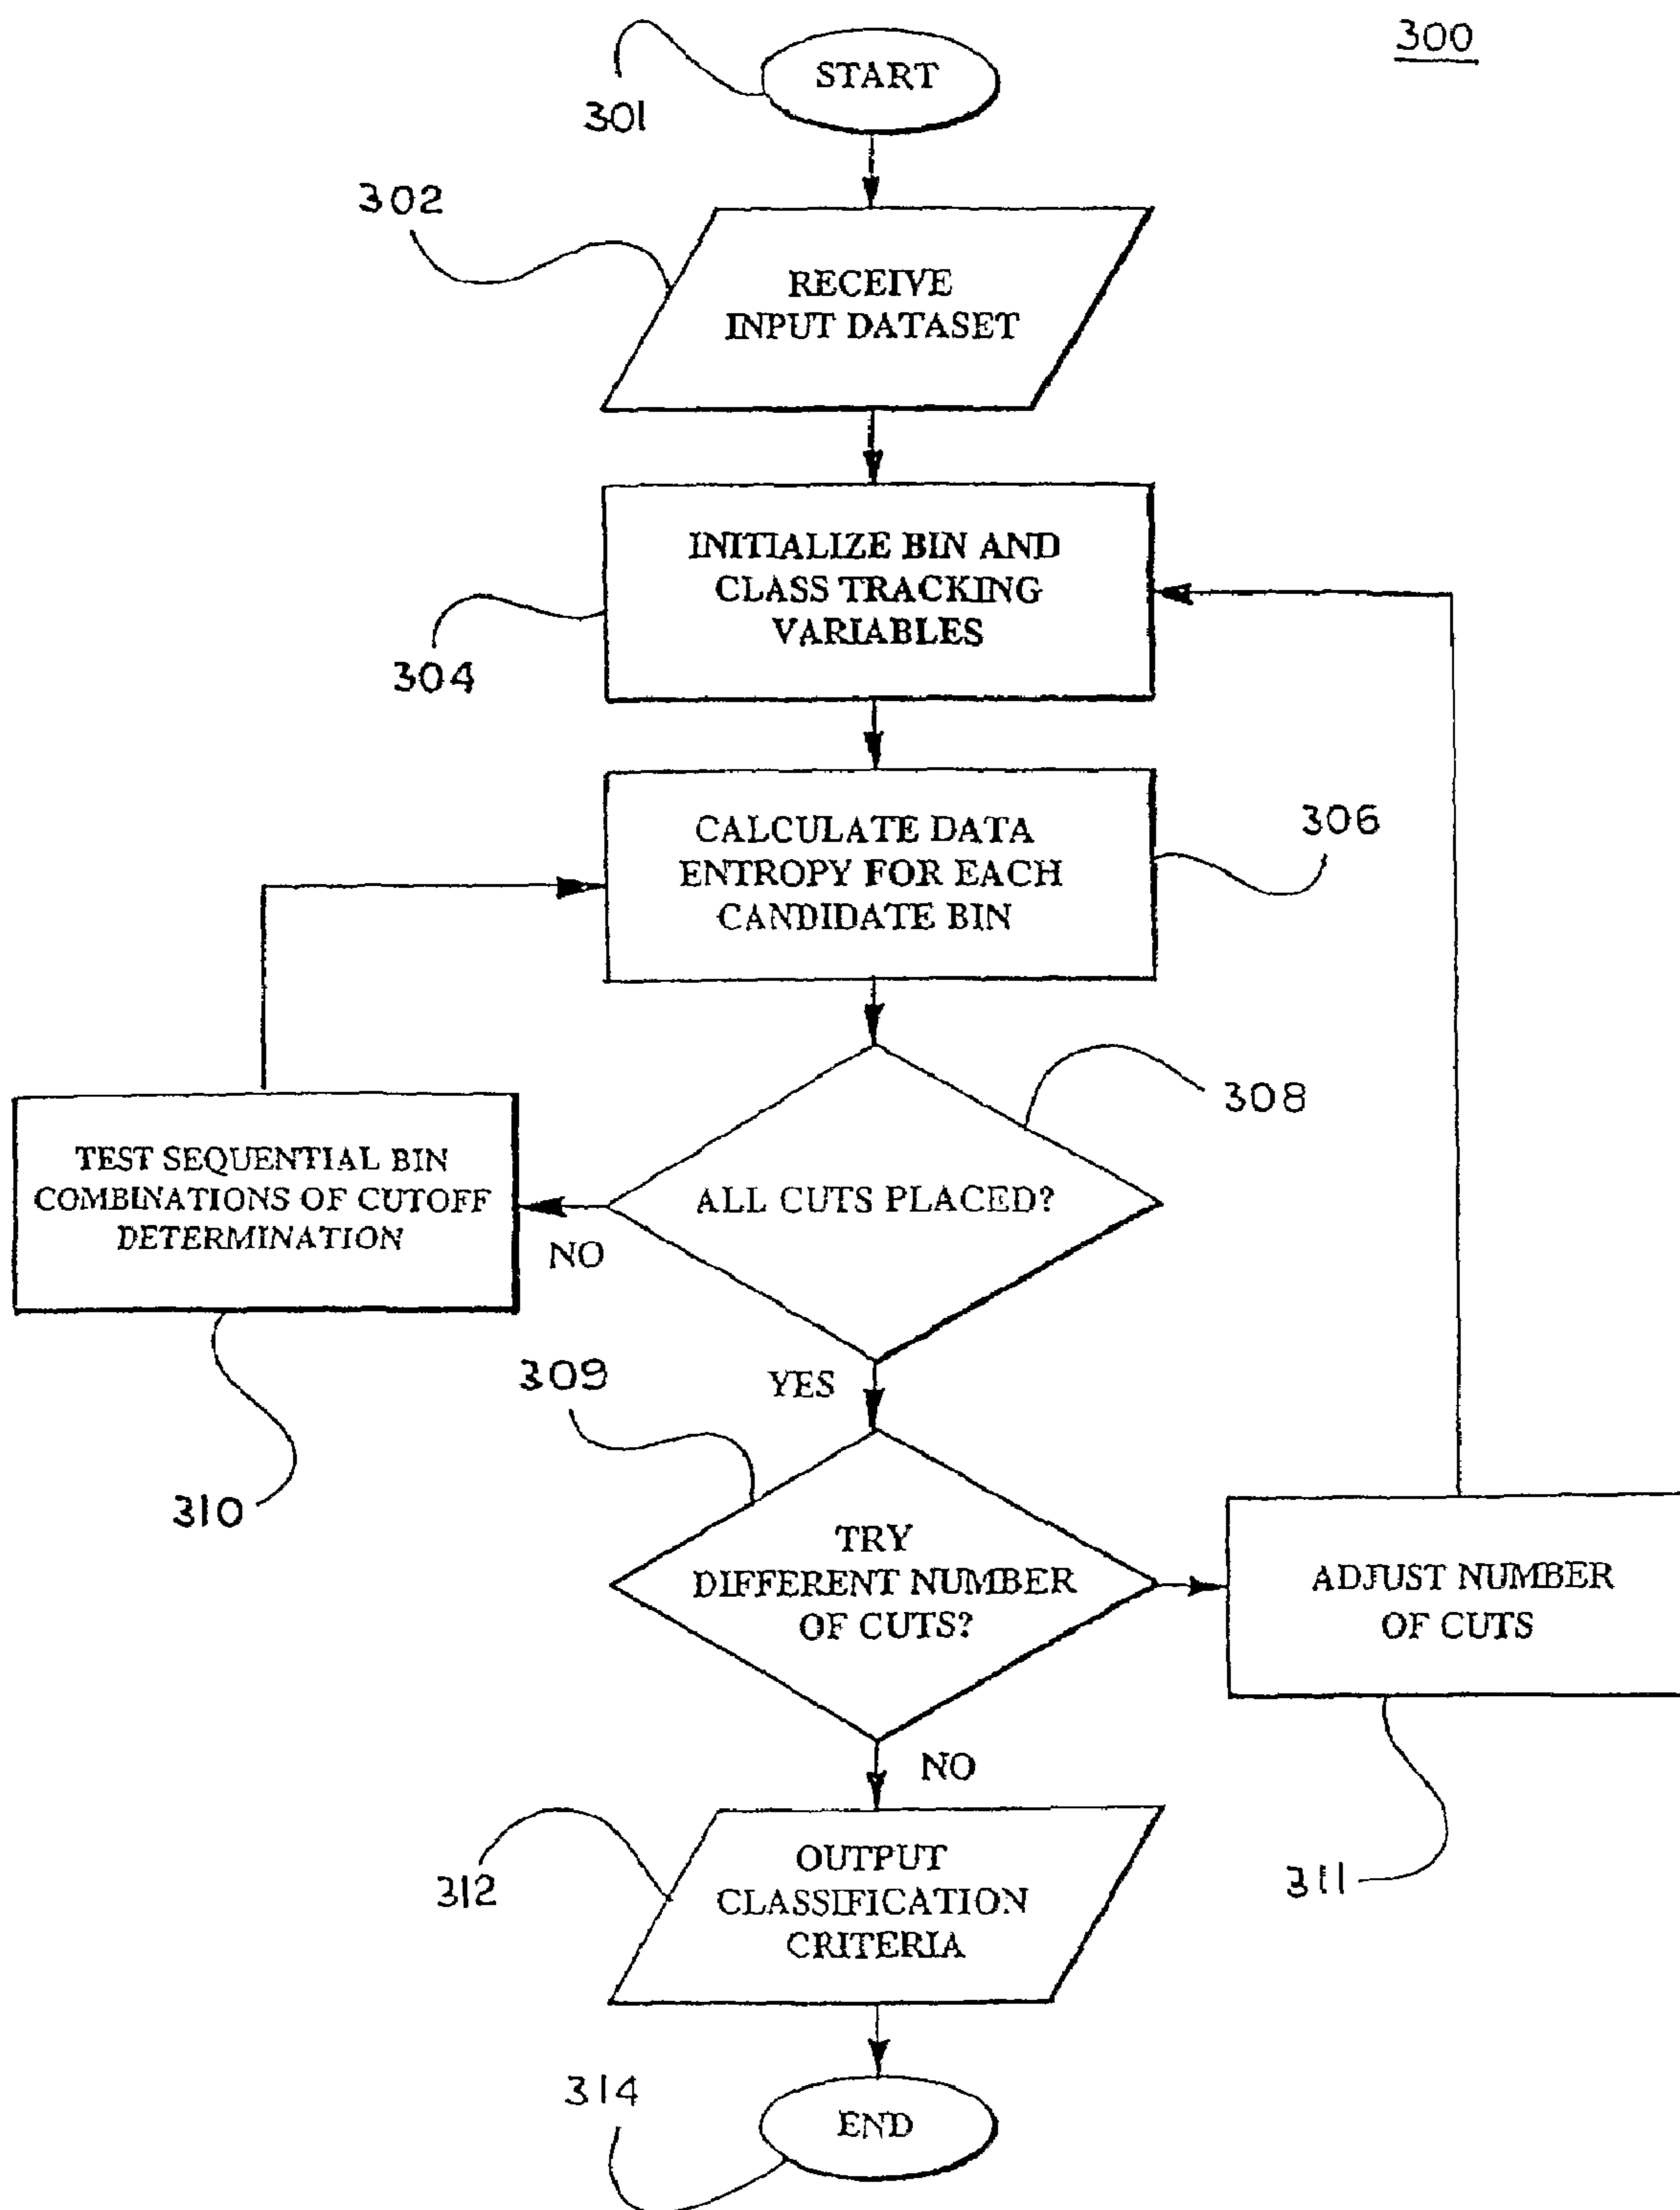 300
START
301
302
RECEIVE
INPUT DATASET
INITIALIZE BIN AND
CLASS TRACKING
VARIABLES
304
CALCULATE DATA
ENTROPY FOR EACH
CANDIDATE BIN
306
308
ALL CUTS PLACED?
TEST SEQUENTIAL BIN
COMBINATIONS OF CUTOFF
DETERMINATION
NO
310
YES
309
TRY
DIFFERENT NUMBER
OF CUTS?
ADJUST NUMBER
OF CUTS
311
NO
312
OUTPUT
CLASSIFICATION
CRITERIA
314
END